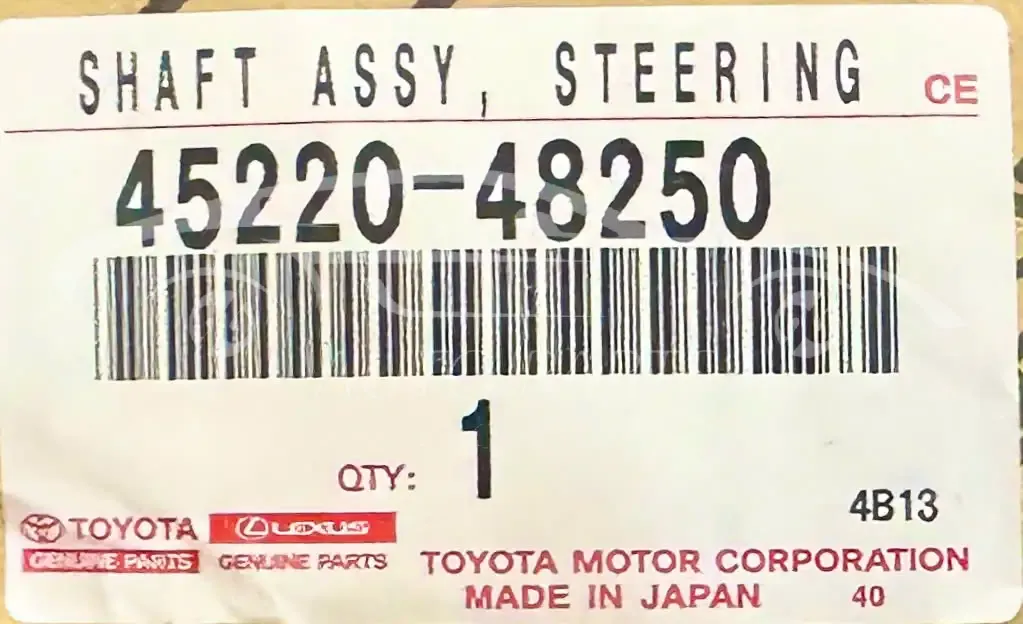 SHAFT ASSY, STEERING CE
45220-48250
QTY: 1
4B13
TOYOTA LEXUS
GENUINE PARTS GENUINE PARTS
TOYOTA MOTOR CORPORATION
MADE IN JAPAN 40